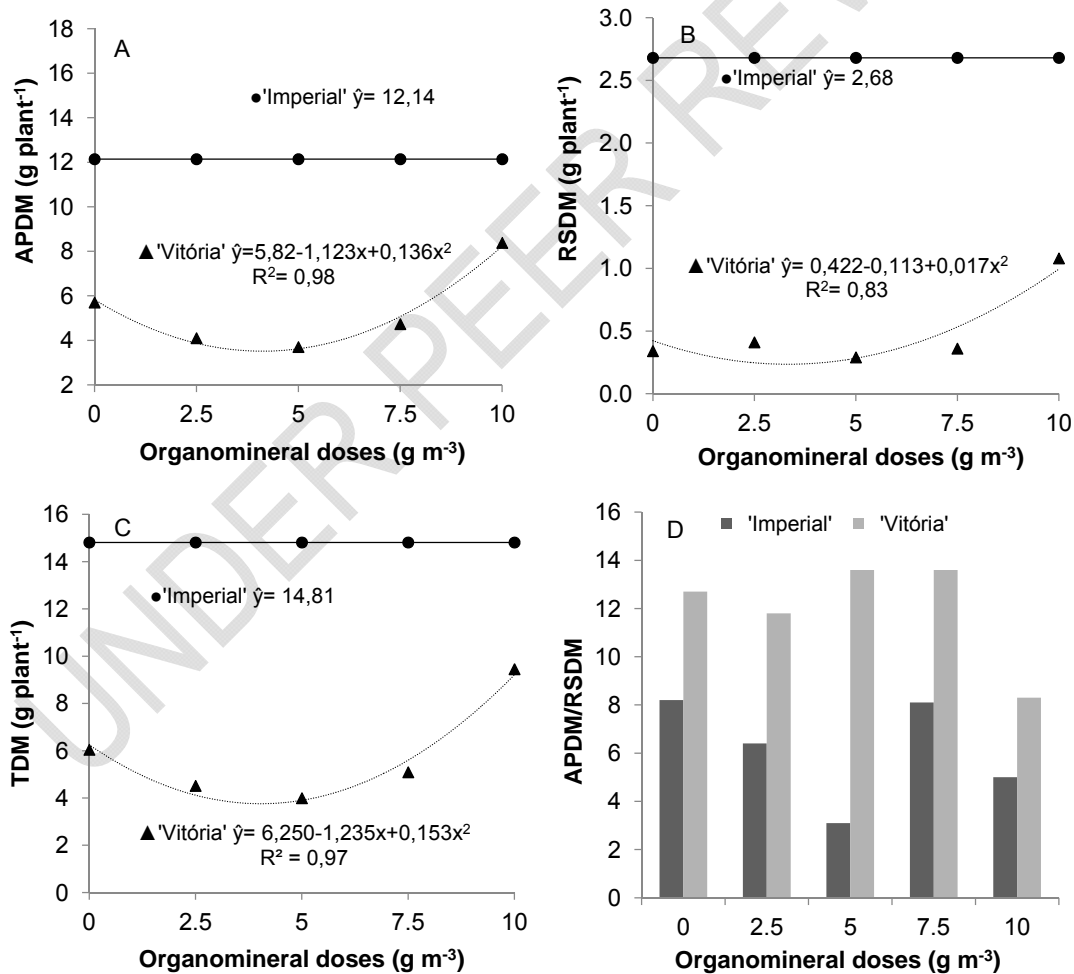 A
APDM (g plant⁻¹)
18
16
14
12
10
8
6
4
2
●'Imperial' ŷ= 12,14
▲'Vitória' ŷ=5,82-1,123x+0,136x²
R²= 0,98
0 2.5 5 7.5 10
Organomineral doses (g m⁻³)
B
RSDM (g plant⁻¹)
3.0
2.5
2.0
1.5
1.0
0.5
0.0
●'Imperial' ŷ= 2,68
▲'Vitória' ŷ= 0,422-0,113+0,017x²
R²= 0,83
0 2.5 5 7.5 10
Organomineral doses (g m⁻³)
C
TDM (g plant⁻¹)
16
14
12
10
8
6
4
2
0
●'Imperial' ŷ= 14,81
▲'Vitória' ŷ= 6,250-1,235x+0,153x²
R² = 0,97
0 2.5 5 7.5 10
Organomineral doses (g m⁻³)
D
■ 'Imperial' ■ 'Vitória'
APDM/RSDM
16
14
12
10
8
6
4
2
0
0 2.5 5 7.5 10
Organomineral doses (g m⁻³)
UNDER PEER REV